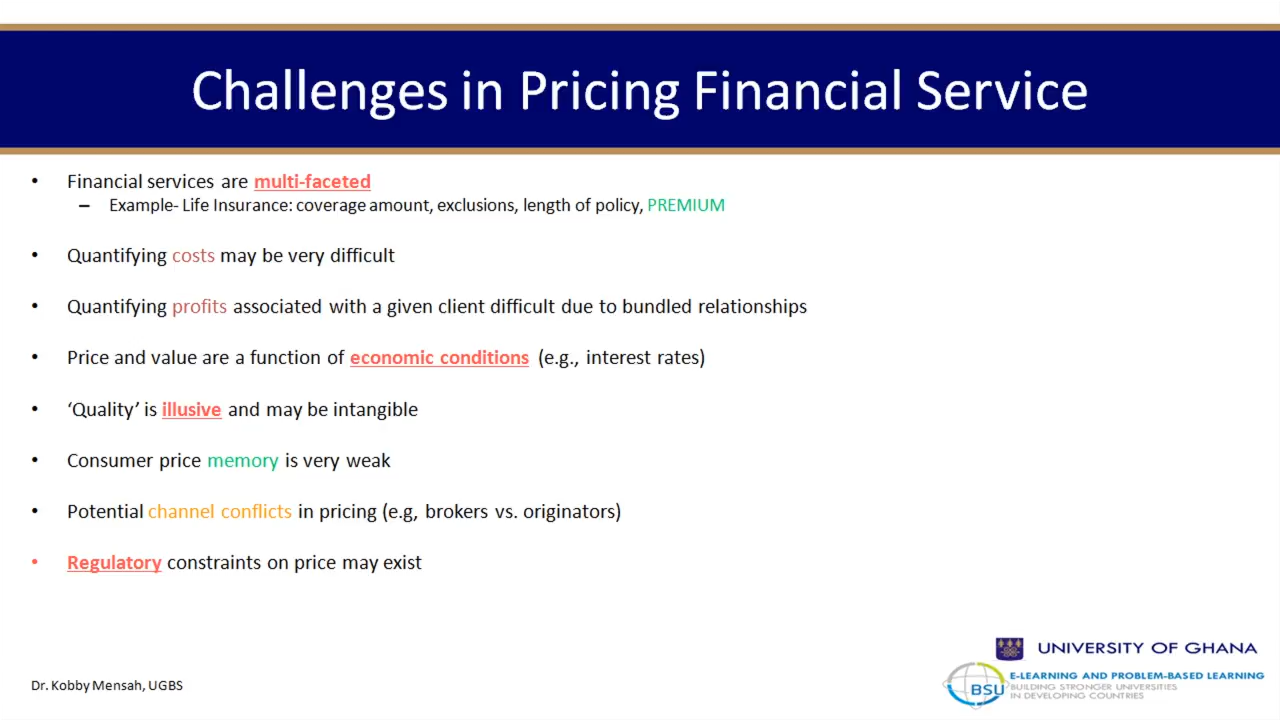 Challenges in Pricing Financial Service
• Financial services are multi-faceted
– Example- Life Insurance: coverage amount, exclusions, length of policy, PREMIUM
• Quantifying costs may be very difficult
• Quantifying profits associated with a given client difficult due to bundled relationships
• Price and value are a function of economic conditions (e.g., interest rates)
• ‘Quality’ is illusive and may be intangible
• Consumer price memory is very weak
• Potential channel conflicts in pricing (e.g, brokers vs. originators)
• Regulatory constraints on price may exist
Dr. Kobby Mensah, UGBS
UNIVERSITY OF GHANA
BSU
E-LEARNING AND PROBLEM-BASED LEARNING
BUILDING STRONGER UNIVERSITIES
IN DEVELOPING COUNTRIES